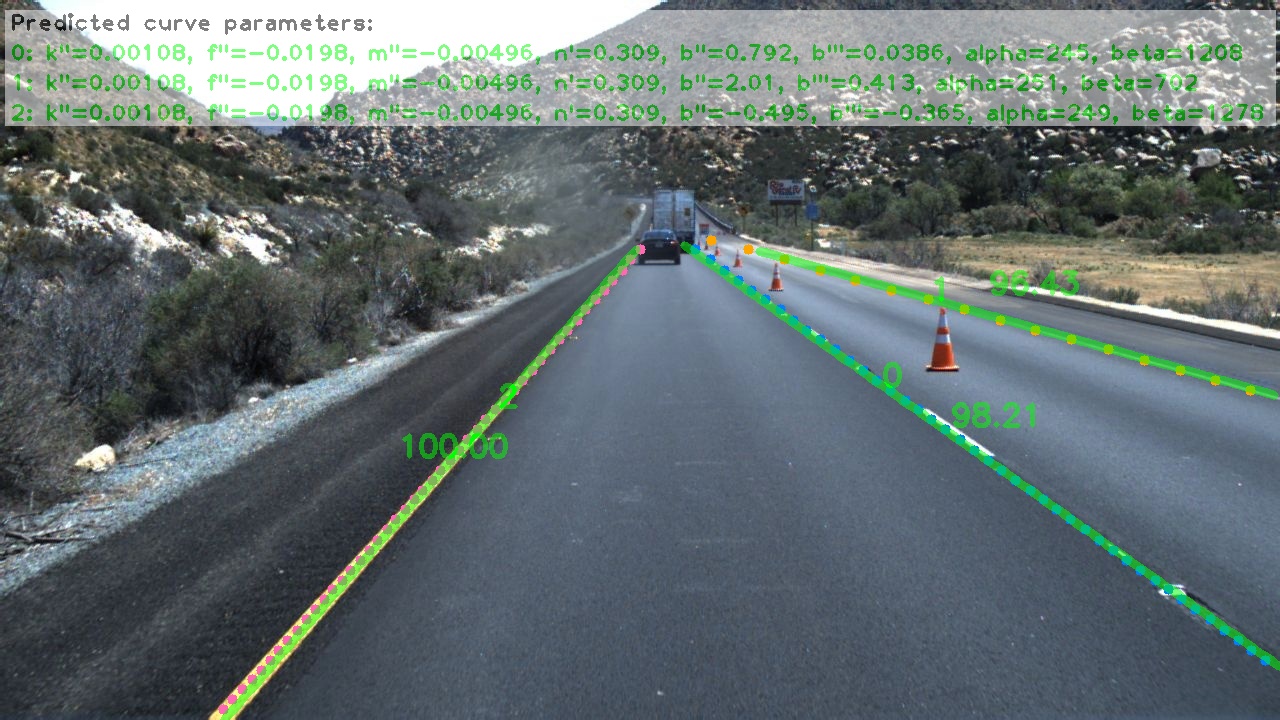 Predicted curve parameters:
0: k''=0.00108, f''=-0.0198, m''=-0.00496, n'=0.309, b''=0.792, b'''=0.0386, alpha=245, beta=1208
1: k''=0.00108, f''=-0.0198, m''=-0.00496, n'=0.309, b''=2.01, b'''=0.413, alpha=251, beta=702
2: k''=0.00108, f''=-0.0198, m''=-0.00496, n'=0.309, b''=-0.495, b'''=-0.365, alpha=249, beta=1278
1 96.43
0
98.21
2
100.00